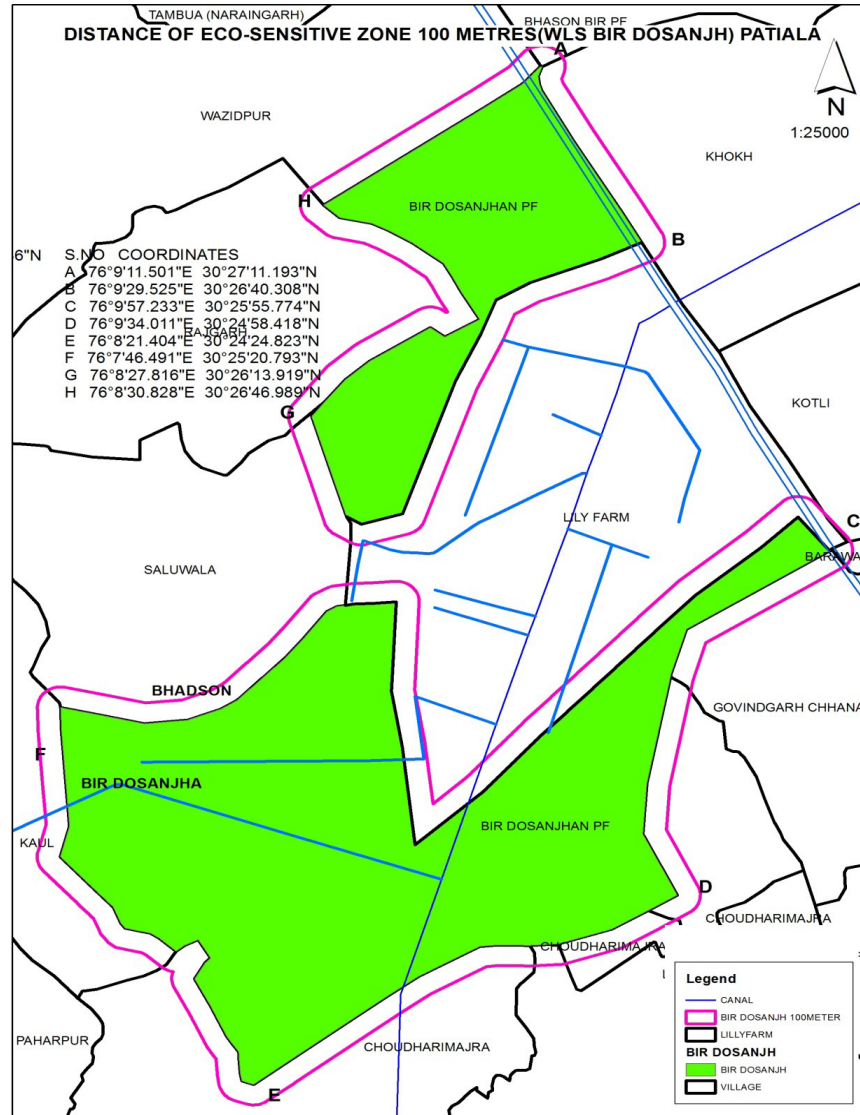 TAMBUA (NARAINGARH)
BHASON BIR PF
DISTANCE OF ECO-SENSITIVE ZONE 100 METRES(WLS BIR DOSANJH) PATIALA
A
N
1:25000
WAZIDPUR
KHOKH
H
BIR DOSANJHAN PF
B
6"N
S.NO COORDINATES
A 76°9'11.501"E 30°27'11.193"N
B 76°9'29.525"E 30°26'40.308"N
C 76°9'57.233"E 30°25'55.774"N
D 76°9'34.011"E 30°24'58.418"N
RAJGARH
E 76°8'21.404"E 30°24'24.823"N
F 76°7'46.491"E 30°25'20.793"N
G 76°8'27.816"E 30°26'13.919"N
H 76°8'30.828"E 30°26'46.989"N
KOTLI
G
LILY FARM
C
BARAWA
SALUWALA
BHADSON
GOVINDGARH CHHANA
F
BIR DOSANJHA
BIR DOSANJHAN PF
KAUL
D
CHOUDHARIMAJRA
CHOUDHARIMAJRA
PAHARPUR
CHOUDHARIMAJRA
E
Legend
CANAL
BIR DOSANJH 100METER
LILLYFARM
BIR DOSANJH
BIR DOSANJH
VILLAGE